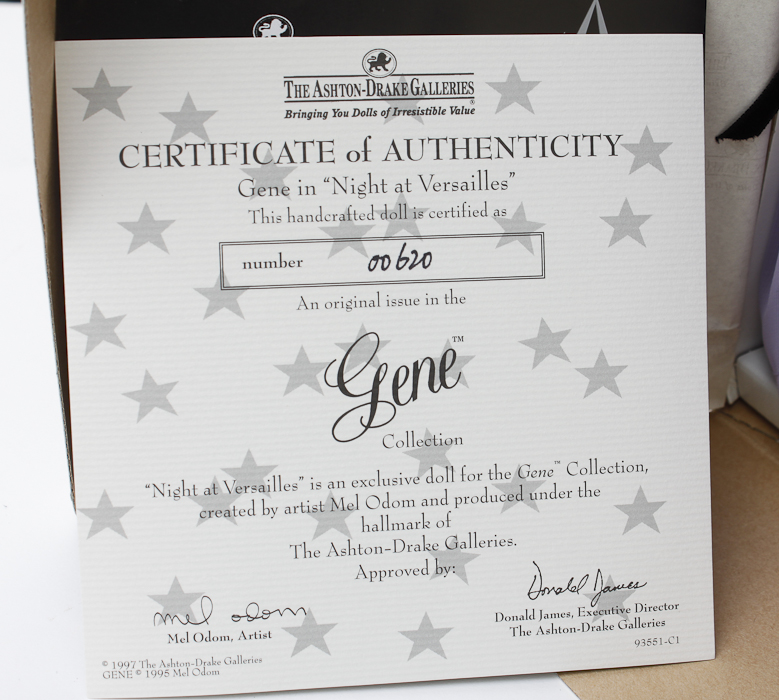 THE ASHTON-DRAKE GALLERIES
Bringing You Dolls of Irresistible Value®
CERTIFICATE of AUTHENTICITY
Gene in “Night at Versailles”
This handcrafted doll is certified as
number 00620
An original issue in the
Gene™
Collection
“Night at Versailles” is an exclusive doll for the Gene™ Collection,
created by artist Mel Odom and produced under the
hallmark of
The Ashton-Drake Galleries.
Approved by:
mel odom
Mel Odom, Artist
Donald James
Donald James, Executive Director
The Ashton-Drake Galleries
93551-C1
© 1997 The Ashton-Drake Galleries
GENE © 1995 Mel Odom